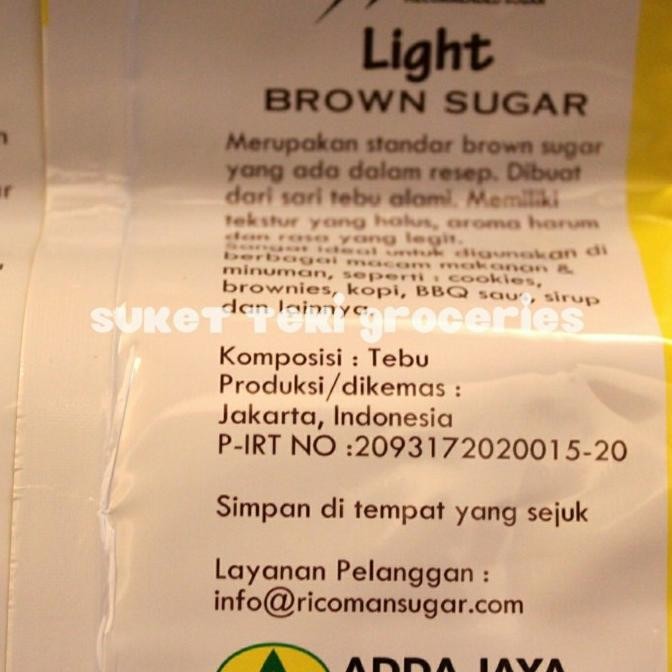 Light
BROWN SUGAR
Merupakan standar brown sugar
yang ada dalam resep. Dibuat
dari sari tebu alami. Memiliki
tekstur yang halus, aroma harum
dan rasa yang legit.
Sangat ideal untuk digunakan di
berbagai macam makanan &
minuman, seperti : cookies,
brownies, kopi, BBQ saus, sirup
dan lainnya.
suket teki groceries
Komposisi : Tebu
Produksi/dikemas :
Jakarta, Indonesia
P-IRT NO :2093172020015-20
Simpan di tempat yang sejuk
Layanan Pelanggan :
info@ricomansugar.com
ADDA JAYA